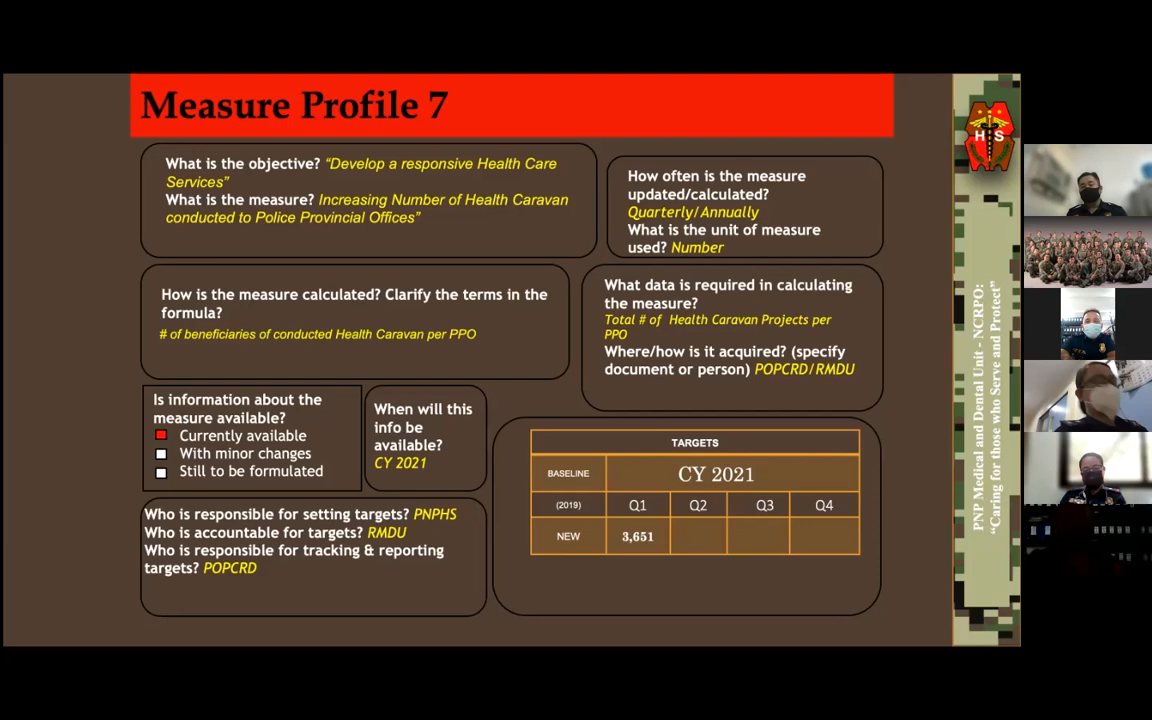 Measure Profile 7
What is the objective? “Develop a responsive Health Care
Services”
What is the measure? Increasing Number of Health Caravan
conducted to Police Provincial Offices”
How often is the measure
updated/calculated?
Quarterly/Annually
What is the unit of measure
used? Number
How is the measure calculated? Clarify the terms in the
formula?
# of beneficiaries of conducted Health Caravan per PPO
What data is required in calculating
the measure?
Total # of Health Caravan Projects per
PPO
Where/how is it acquired? (specify
document or person) POPCRD/RMDU
Is information about the
measure available?
Currently available
With minor changes
Still to be formulated
When will this
info be
available?
CY 2021
Who is responsible for setting targets? PNPHS
Who is accountable for targets? RMDU
Who is responsible for tracking & reporting
targets? POPCRD
TARGETS
BASELINE CY 2021
(2019) Q1 Q2 Q3 Q4
NEW 3,651
H S
PNP Medical and Dental Unit - NCRPO:
“Caring for those who Serve and Protect”